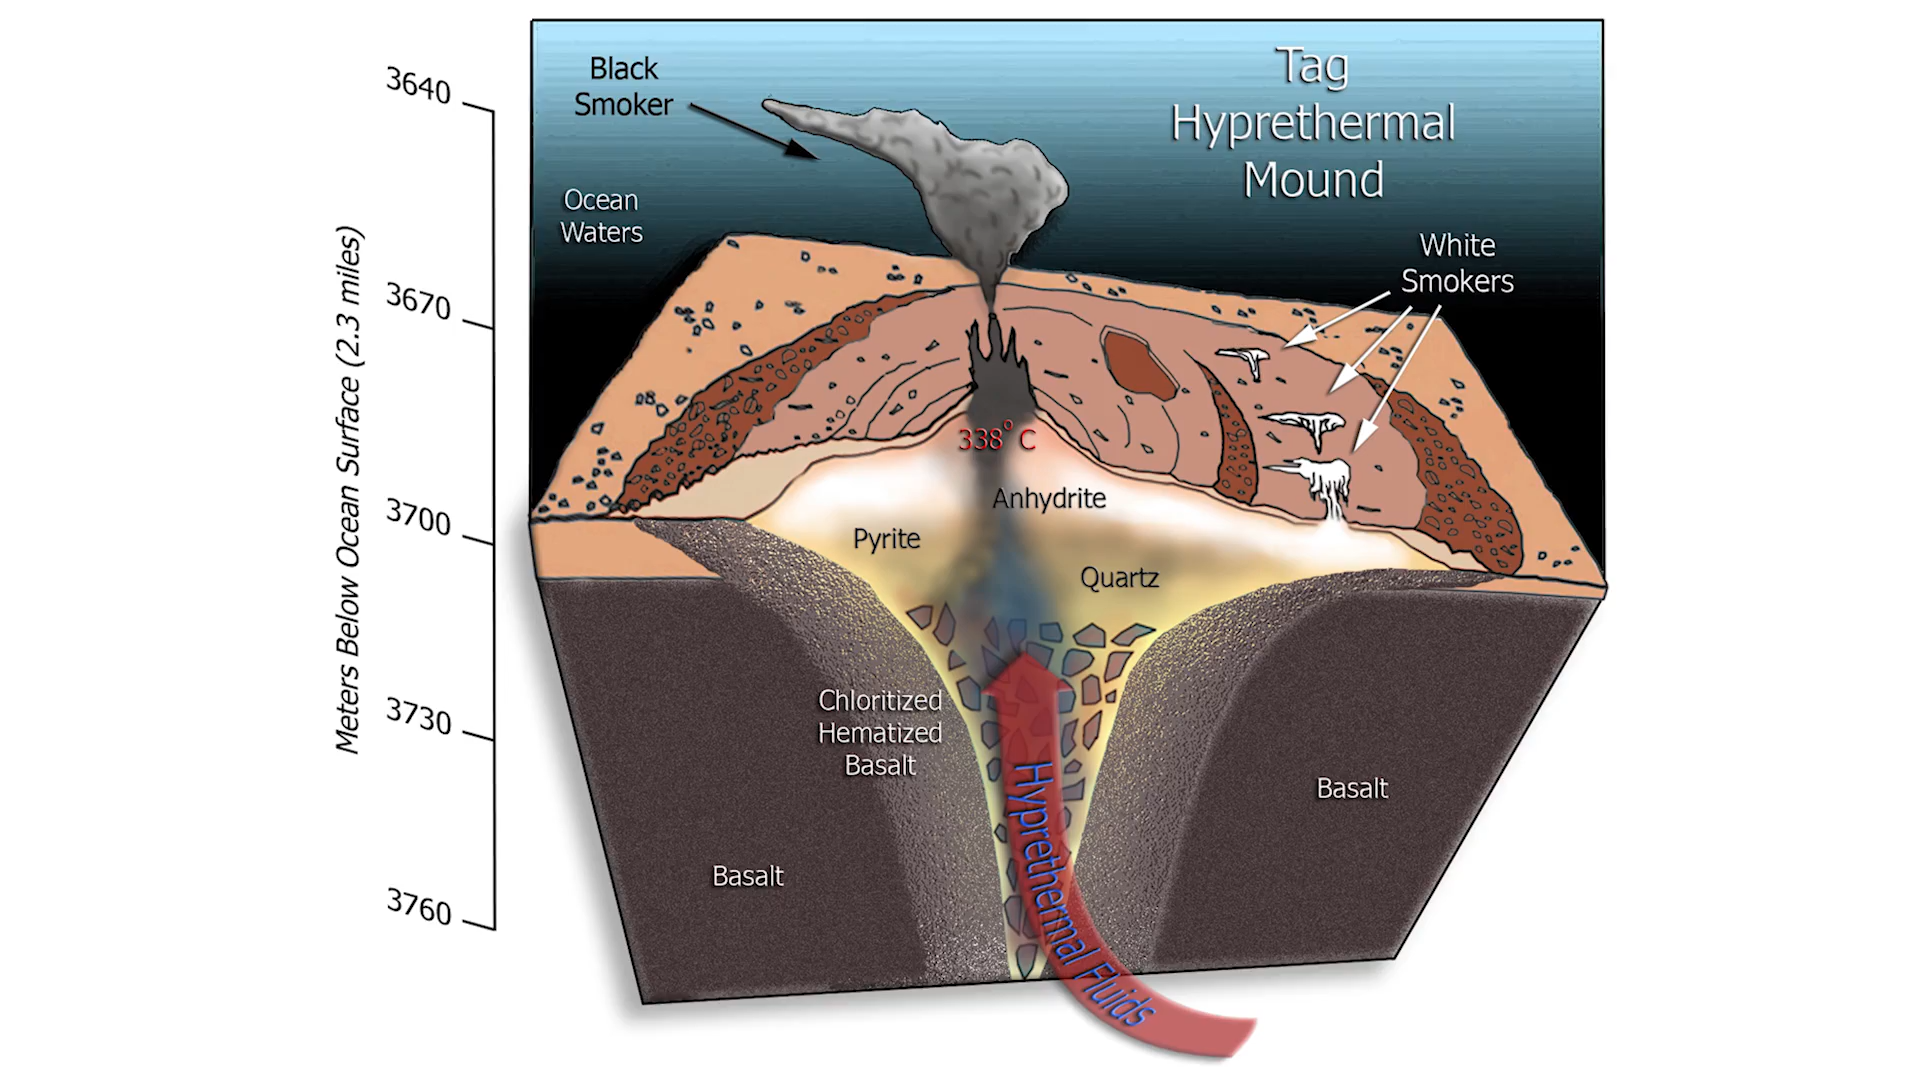 Tag
Hyprethermal
Mound
Black
Smoker
Ocean
Waters
White
Smokers
Meters Below Ocean Surface (2.3 miles)
3640
3670
3700
3730
3760
338° C
Anhydrite
Pyrite
Quartz
Chloritized
Hematized
Basalt
Basalt
Basalt
Hyprethermal Fluids